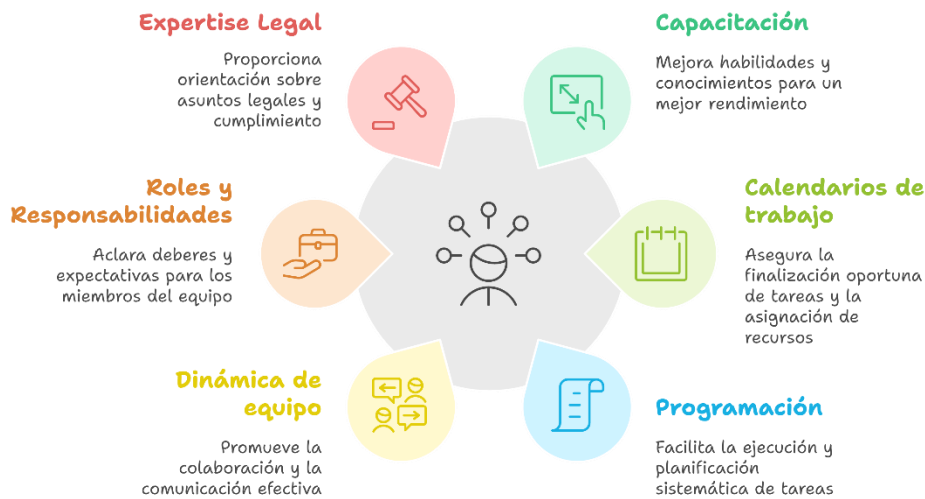 Expertise Legal
Proporciona
orientación sobre
asuntos legales y
cumplimiento
Capacitación
Mejora habilidades y
conocimientos para un
mejor rendimiento
Roles y
Responsabilidades
Aclara deberes y
expectativas para los
miembros del equipo
Calendarios de
trabajo
Asegura la
finalización oportuna
de tareas y la
asignación de
recursos
Dinámica de
equipo
Promueve la
colaboración y la
comunicación efectiva
Programación
Facilita la ejecución y
planificación
sistemática de tareas